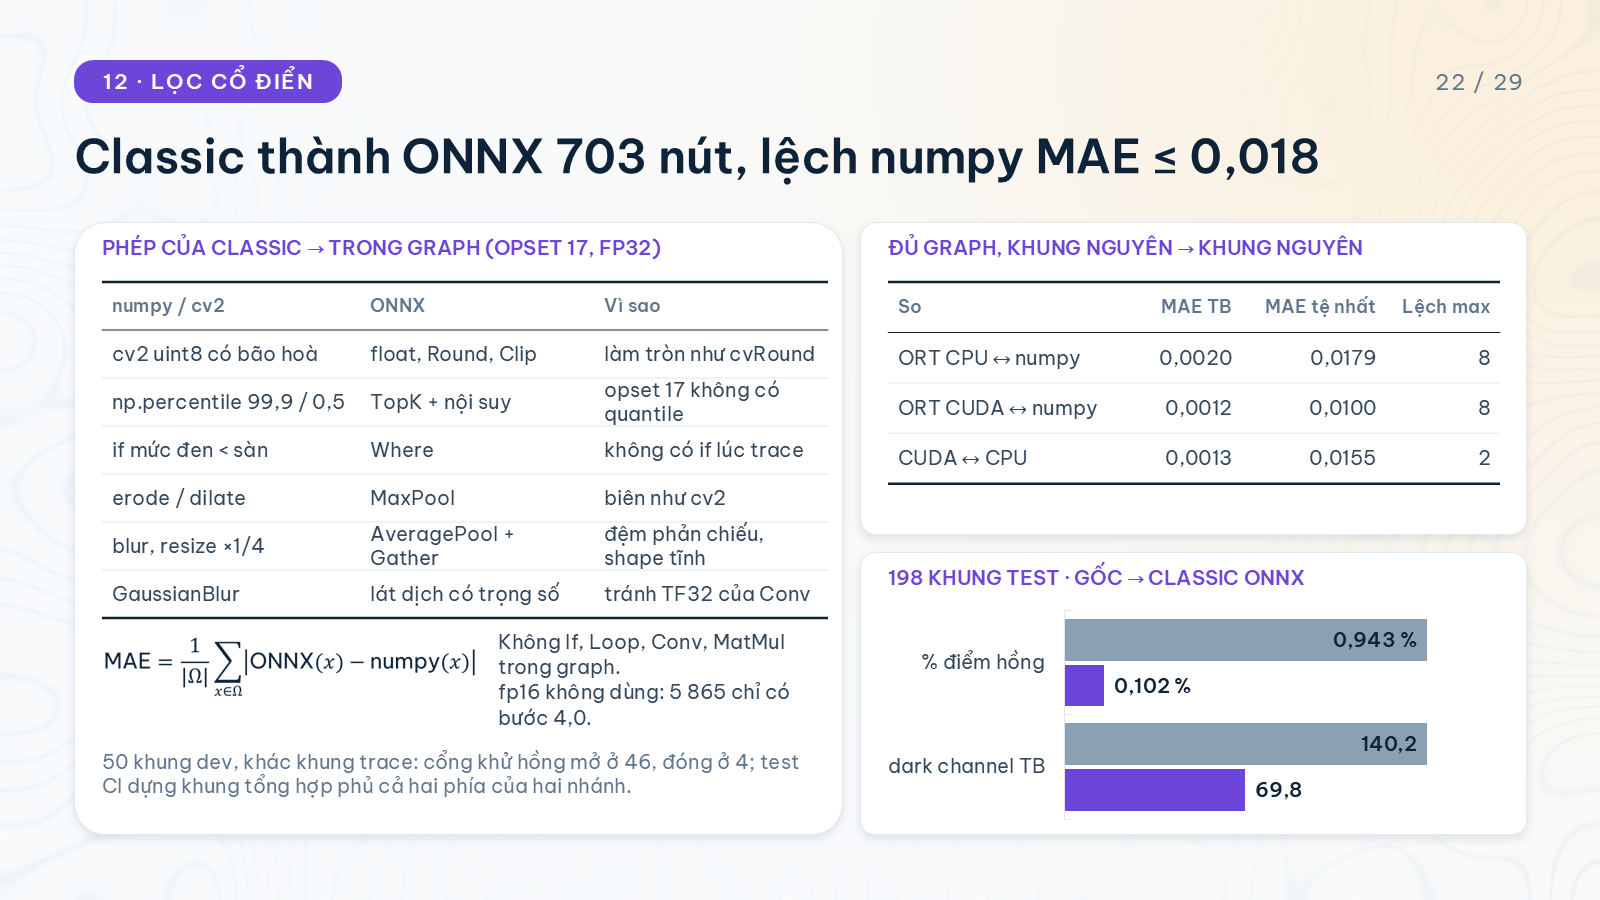 12 · LỌC CỔ ĐIỂN
22 / 29
Classic thành ONNX 703 nút, lệch numpy MAE ≤ 0,018
PHÉP CỦA CLASSIC → TRONG GRAPH (OPSET 17, FP32)
numpy / cv2 ONNX Vì sao
cv2 uint8 có bão hoà float, Round, Clip làm tròn như cvRound
np.percentile 99,9 / 0,5 TopK + nội suy opset 17 không có quantile
if mức đen < sàn Where không có if lúc trace
erode / dilate MaxPool biên như cv2
blur, resize ×1/4 AveragePool + Gather đệm phản chiếu, shape tĩnh
GaussianBlur lát dịch có trọng số tránh TF32 của Conv
MAE = 1/|Ω| ∑x∈Ω |ONNX(x) − numpy(x)|
Không If, Loop, Conv, MatMul
trong graph.
fp16 không dùng: 5 865 chỉ có
bước 4,0.
50 khung dev, khác khung trace: cổng khử hồng mở ở 46, đóng ở 4; test
CI dựng khung tổng hợp phủ cả hai phía của hai nhánh.
ĐỦ GRAPH, KHUNG NGUYÊN → KHUNG NGUYÊN
So MAE TB MAE tệ nhất Lệch max
ORT CPU ↔ numpy 0,0020 0,0179 8
ORT CUDA ↔ numpy 0,0012 0,0100 8
CUDA ↔ CPU 0,0013 0,0155 2
198 KHUNG TEST · GỐC → CLASSIC ONNX
% điểm hồng
0,943 %
0,102 %
dark channel TB
140,2
69,8